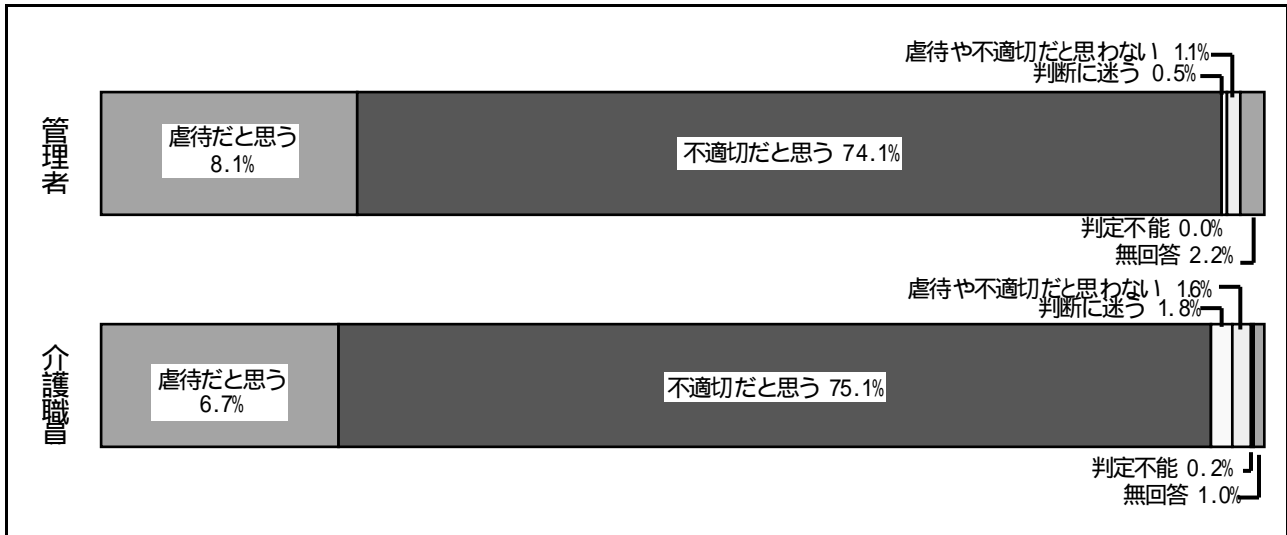 虐待や不適切だと思わない 1.1%
判断に迷う 0.5%
管理者
虐待だと思う
8.1%
不適切だと思う 74.1%
判定不能 0.0%
無回答 2.2%
虐待や不適切だと思わない 1.6%
判断に迷う 1.8%
介護職員
虐待だと思う
6.7%
不適切だと思う 75.1%
判定不能 0.2%
無回答 1.0%